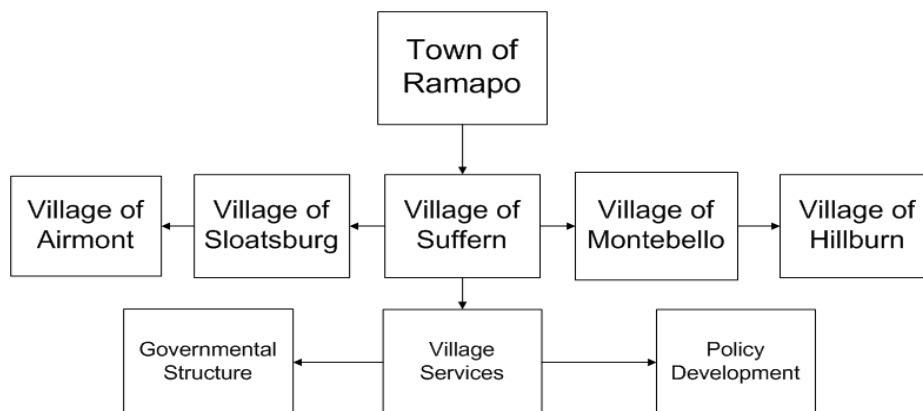 Town of
Ramapo
Village of
Airmont
Village of
Sloatsburg
Village of
Suffern
Village of
Montebello
Village of
Hillburn
Governmental
Structure
Village
Services
Policy
Development